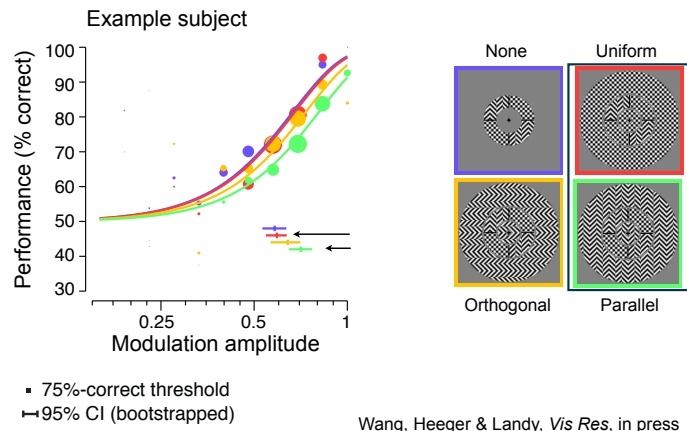 Example subject
100
90
80
70
60
50
40
30
Performance (% correct)
0.25
0.5
1
Modulation amplitude
▪ 75%-correct threshold
95% CI (bootstrapped)
None
Uniform
Orthogonal
Parallel
Wang, Heeger & Landy, Vis Res, in press